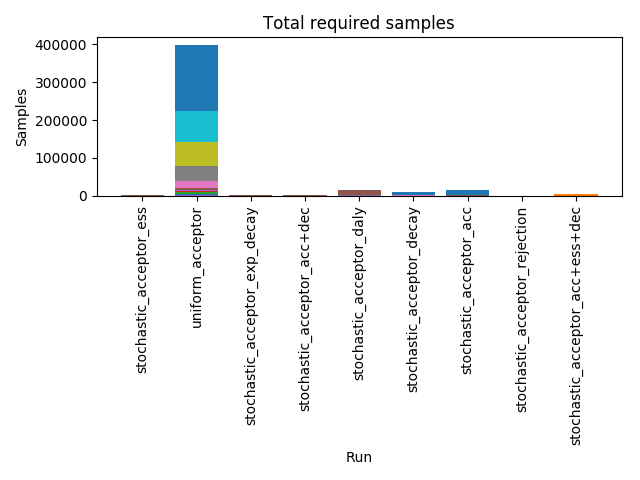 Total required samples
Samples
400000
300000
200000
100000
0
stochastic_acceptor_ess
uniform_acceptor
stochastic_acceptor_exp_decay
stochastic_acceptor_acc+dec
stochastic_acceptor_daly
stochastic_acceptor_decay
stochastic_acceptor_acc
stochastic_acceptor_rejection
stochastic_acceptor_acc+ess+dec
Run